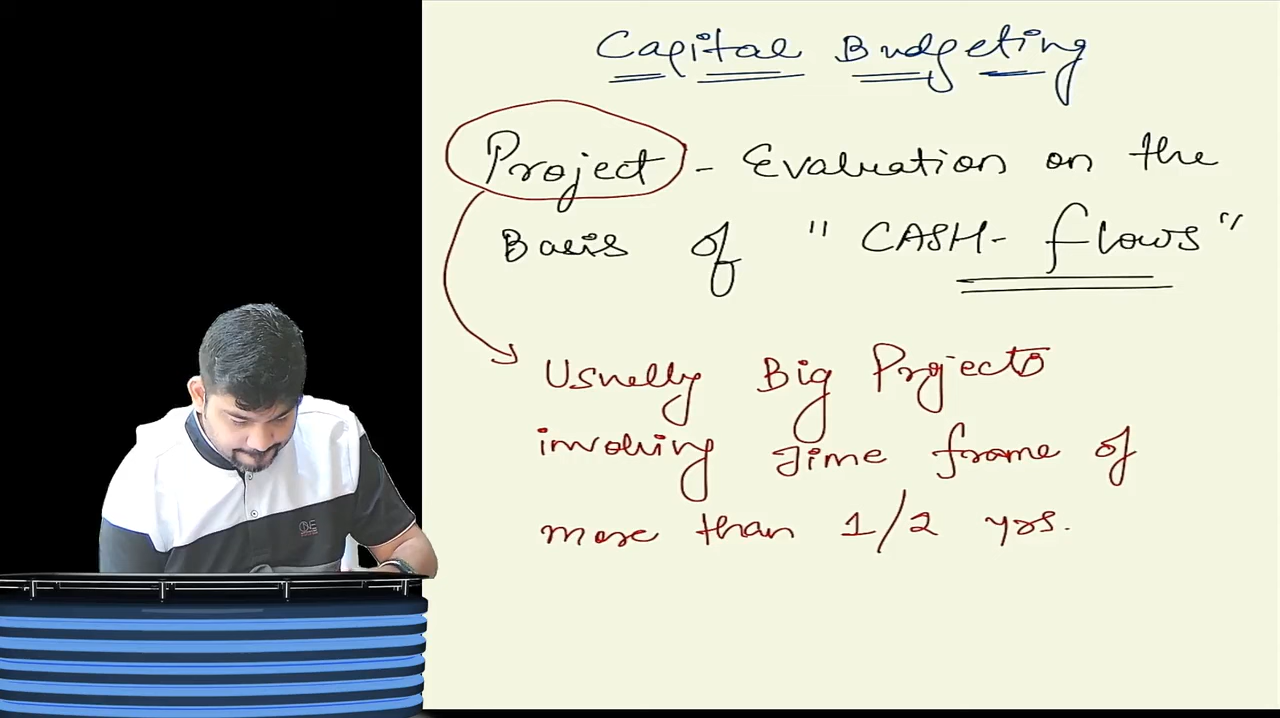 Capital Budgeting
Project - Evaluation on the
Basis of "CASH- flows"
Usually Big Projects
involving Time frame of
more than 1/2 yrs.